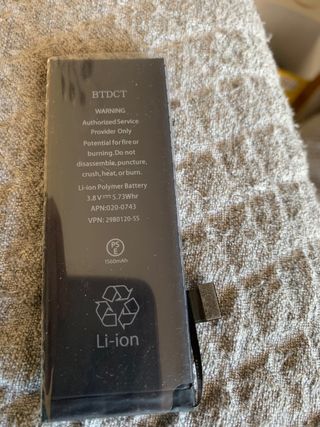 BTDCT
WARNING
Authorized Service
Provider Only
Potential for fire or
burning. Do not
disassemble, puncture,
crush, heat, or burn.
Li-ion Polymer Battery
3.8V⎓5.73Whr
APN:020-0743
VPN: 2980120-S5
PS
E
1560mAh
Li-ion